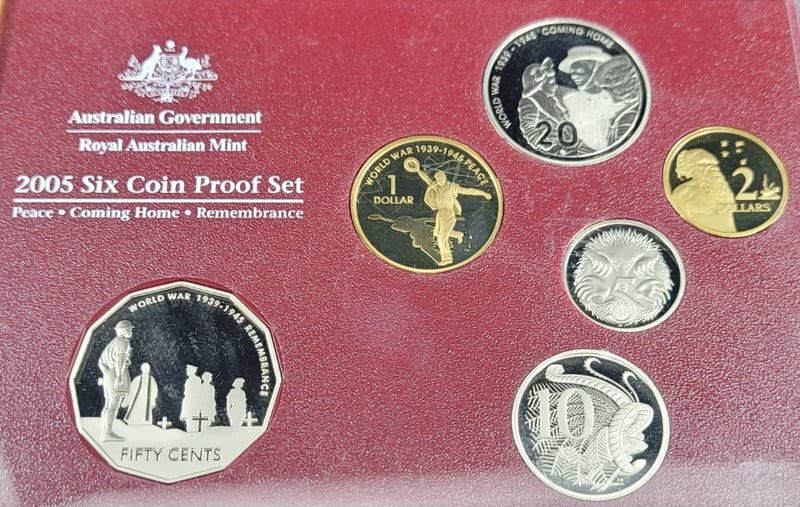 Australian Government
Royal Australian Mint
2005 Six Coin Proof Set
Peace • Coming Home • Remembrance
WORLD WAR 1939-1945 COMING HOME
20
WORLD WAR 1939-1945 PEACE
1
DOLLAR
2
DOLLARS
5
10
WORLD WAR 1939-1945 REMEMBRANCE
FIFTY CENTS